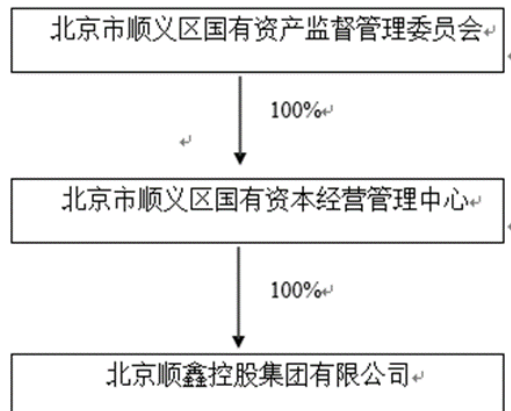 北京市顺义区国有资产监督管理委员会
100%
北京市顺义区国有资本经营管理中心
100%
北京顺鑫控股集团有限公司